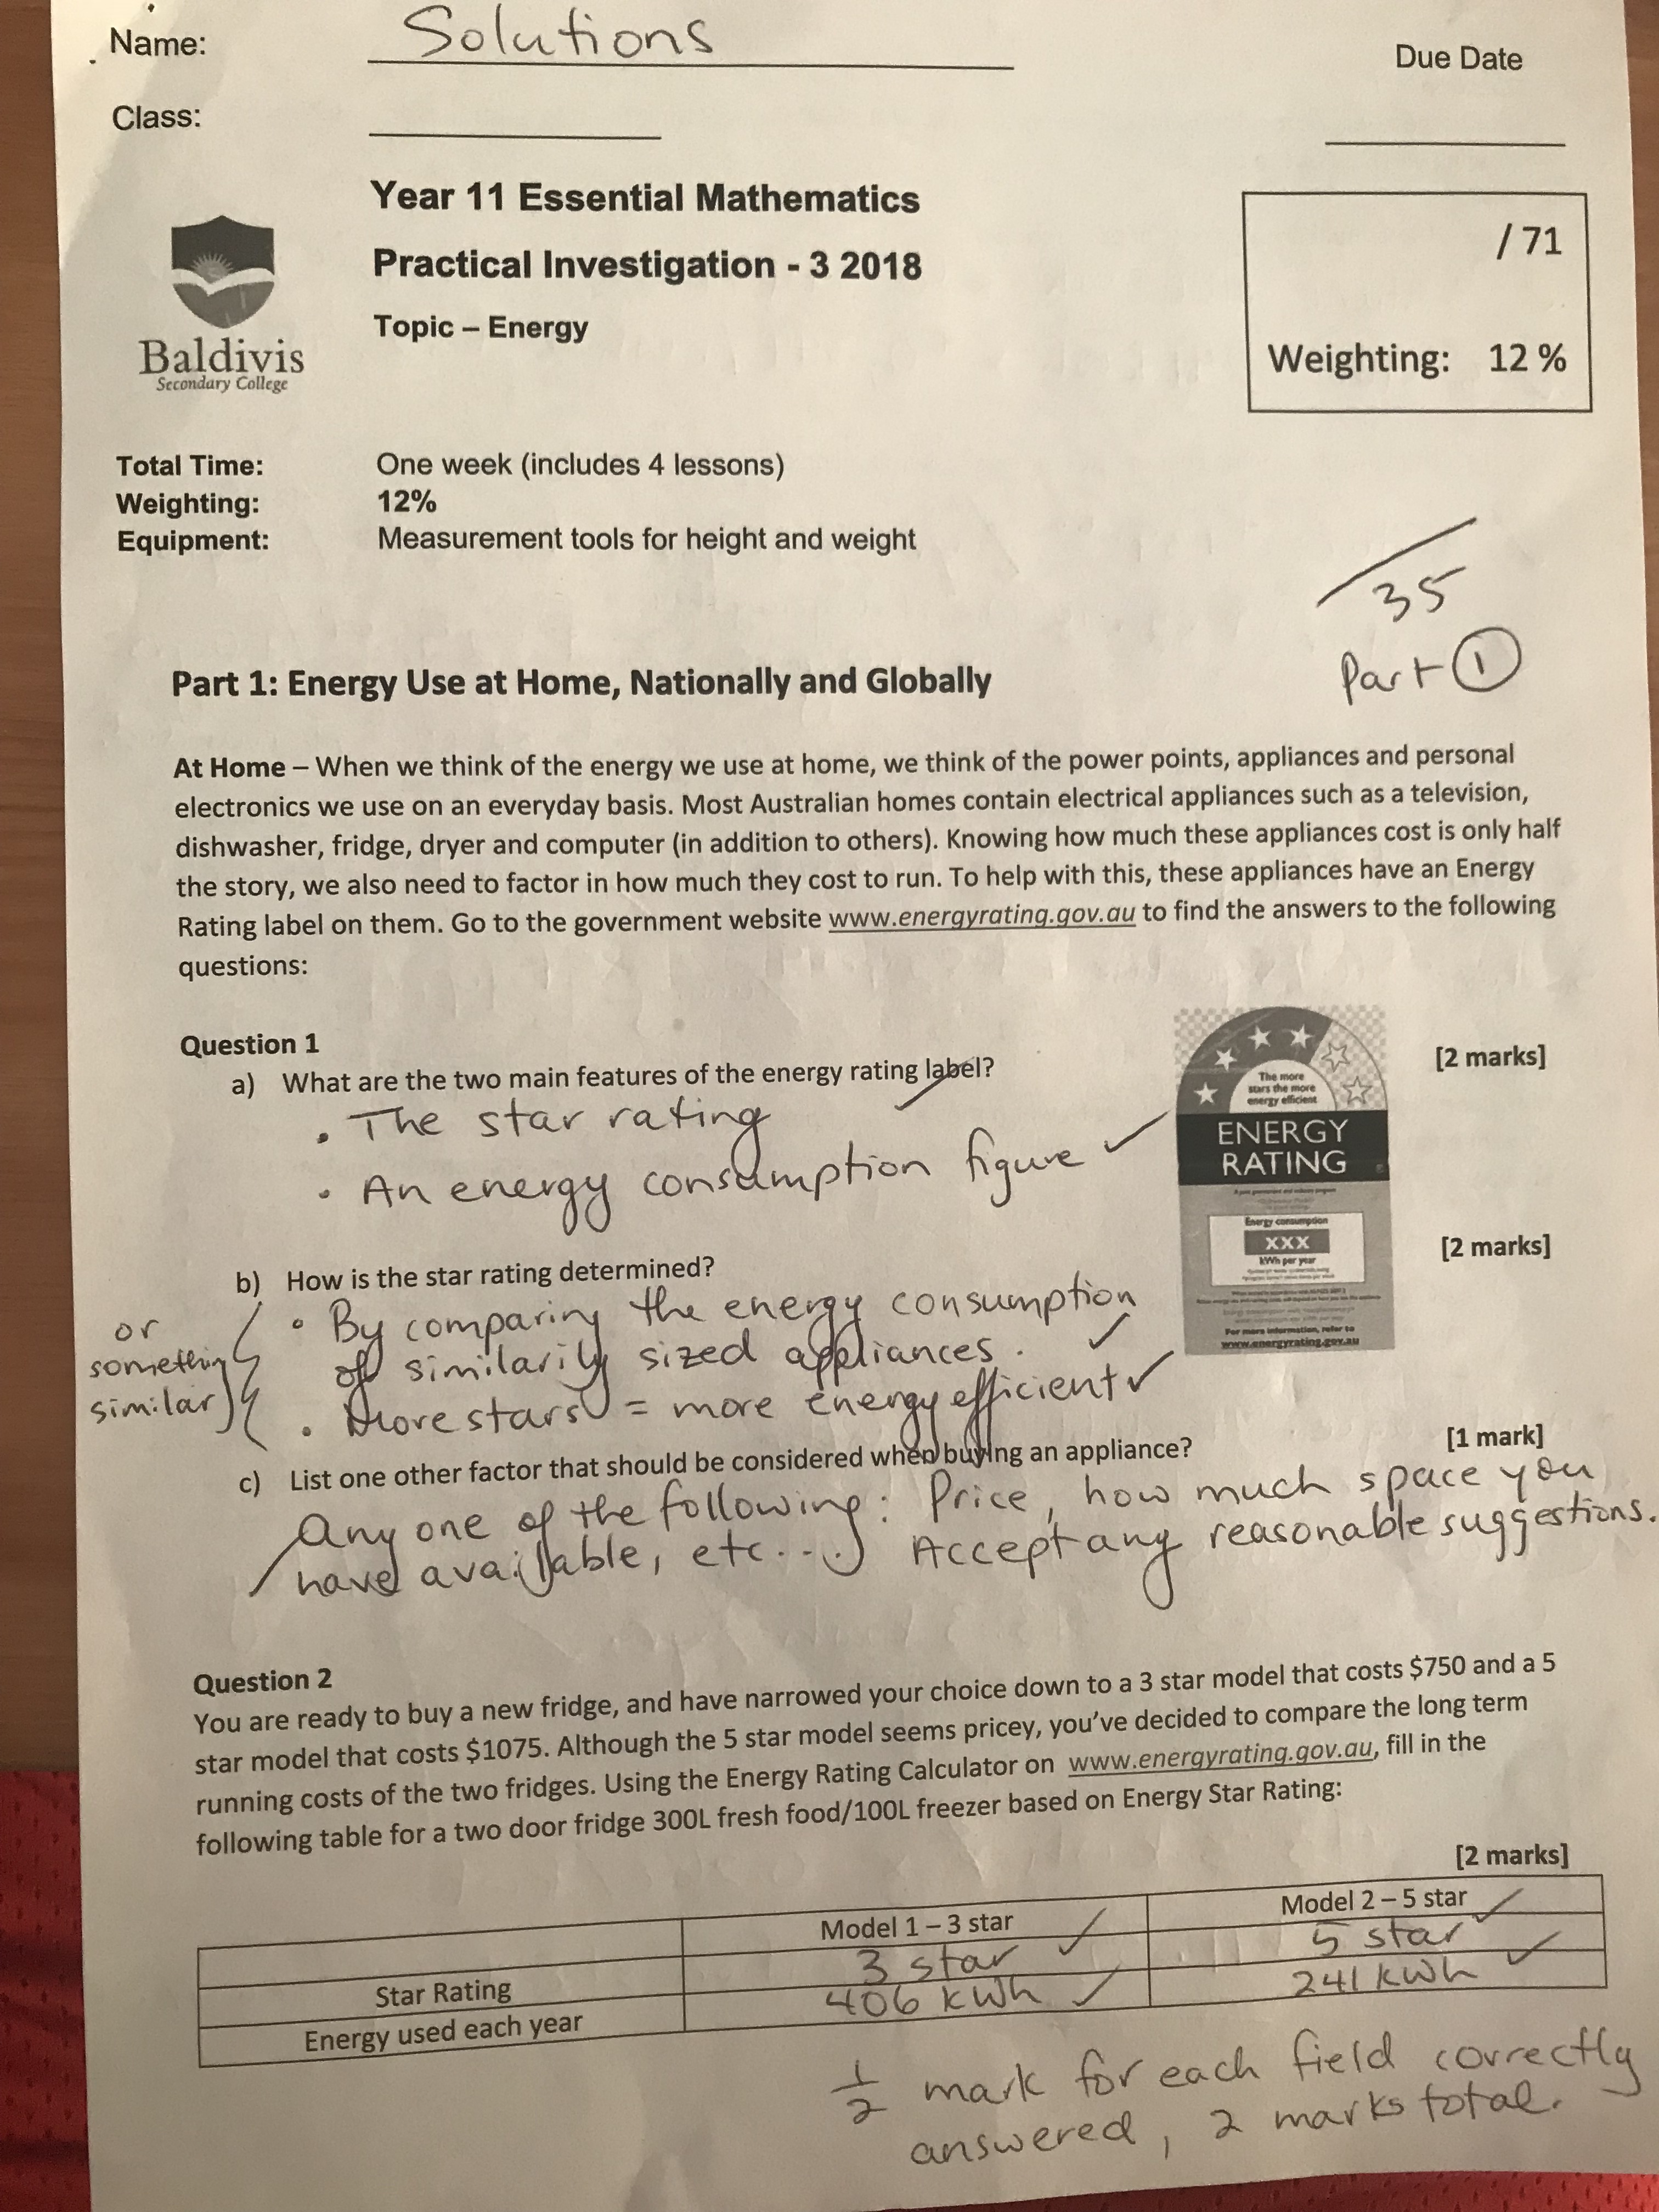 Name: Solutions
Due Date
Class:
Year 11 Essential Mathematics
Practical Investigation - 3 2018
Topic – Energy
/ 71
Weighting: 12 %
Baldivis
Secondary College
Total Time: One week (includes 4 lessons)
Weighting: 12%
Equipment: Measurement tools for height and weight
35
Part 1
Part 1: Energy Use at Home, Nationally and Globally
At Home – When we think of the energy we use at home, we think of the power points, appliances and personal
electronics we use on an everyday basis. Most Australian homes contain electrical appliances such as a television,
dishwasher, fridge, dryer and computer (in addition to others). Knowing how much these appliances cost is only half
the story, we also need to factor in how much they cost to run. To help with this, these appliances have an Energy
Rating label on them. Go to the government website www.energyrating.gov.au to find the answers to the following
questions:
Question 1
[2 marks]
a) What are the two main features of the energy rating label?
• The star rating ✓
• An energy consumption figure ✓
The more
stars the more
energy efficient
ENERGY
RATING
Energy consumption
XXX
kWh per year
For more information, refer to
www.energyrating.gov.au
[2 marks]
b) How is the star rating determined?
or
something
similar
• By comparing the energy consumption
of similarily sized appliances. ✓
• More stars = more energy efficient ✓
[1 mark]
c) List one other factor that should be considered when buying an appliance?
Any one of the following: Price, how much space you
have available, etc... Accept any reasonable suggestions.
Question 2
You are ready to buy a new fridge, and have narrowed your choice down to a 3 star model that costs $750 and a 5
star model that costs $1075. Although the 5 star model seems pricey, you've decided to compare the long term
running costs of the two fridges. Using the Energy Rating Calculator on www.energyrating.gov.au, fill in the
following table for a two door fridge 300L fresh food/100L freezer based on Energy Star Rating:
[2 marks]
Model 1 – 3 star Model 2 – 5 star
Star Rating 3 star ✓ 5 star ✓
Energy used each year 406 kWh ✓ 241 kWh ✓
1/2 mark for each field correctly
answered, 2 marks total.